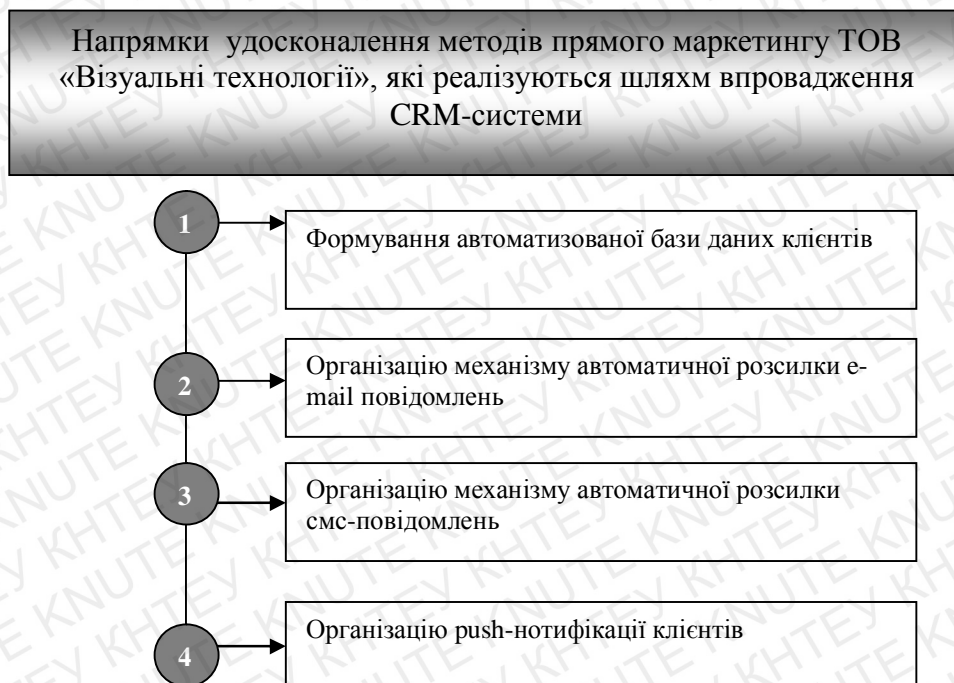 Напрямки удосконалення методів прямого маркетингу ТОВ
«Візуальні технології», які реалізуються шляхм впровадження
CRM-системи
1
Формування автоматизованої бази даних клієнтів
2
Організацію механізму автоматичної розсилки e-
mail повідомлень
3
Організацію механізму автоматичної розсилки
смс-повідомлень
4
Організацію push-нотифікації клієнтів